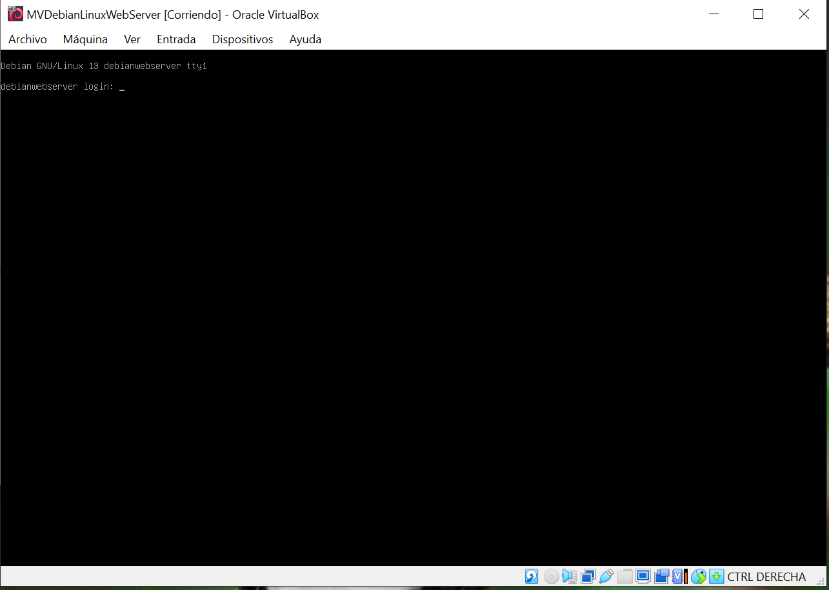 MVDebianLinuxWebServer [Corriendo] - Oracle VirtualBox
Archivo Máquina Ver Entrada Dispositivos Ayuda
Debian GNU/Linux 13 debianwebserver tty1
debianwebserver login: _
CTRL DERECHA